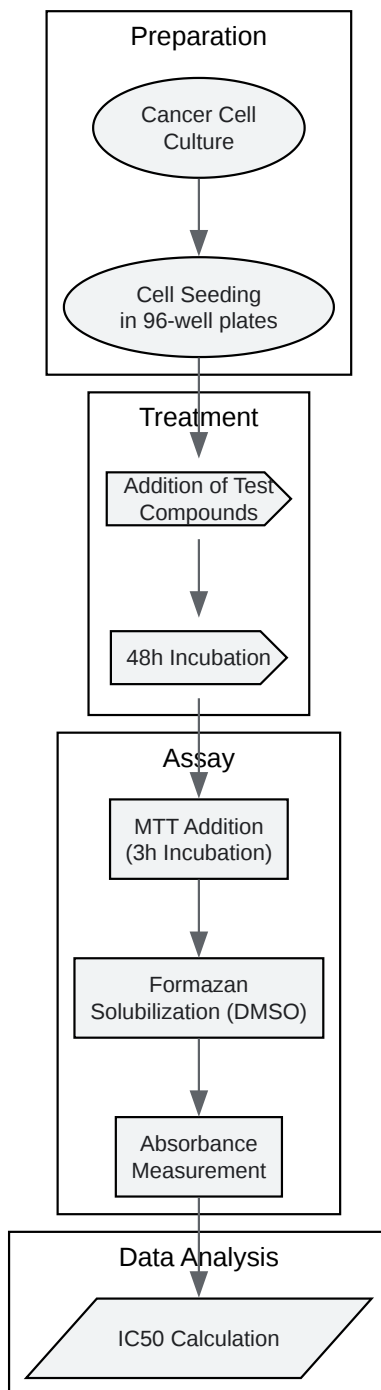 Preparation
Cancer Cell
Culture
Cell Seeding
in 96-well plates
Treatment
Addition of Test
Compounds
48h Incubation
Assay
MTT Addition
(3h Incubation)
Formazan
Solubilization (DMSO)
Absorbance
Measurement
Data Analysis
IC50 Calculation